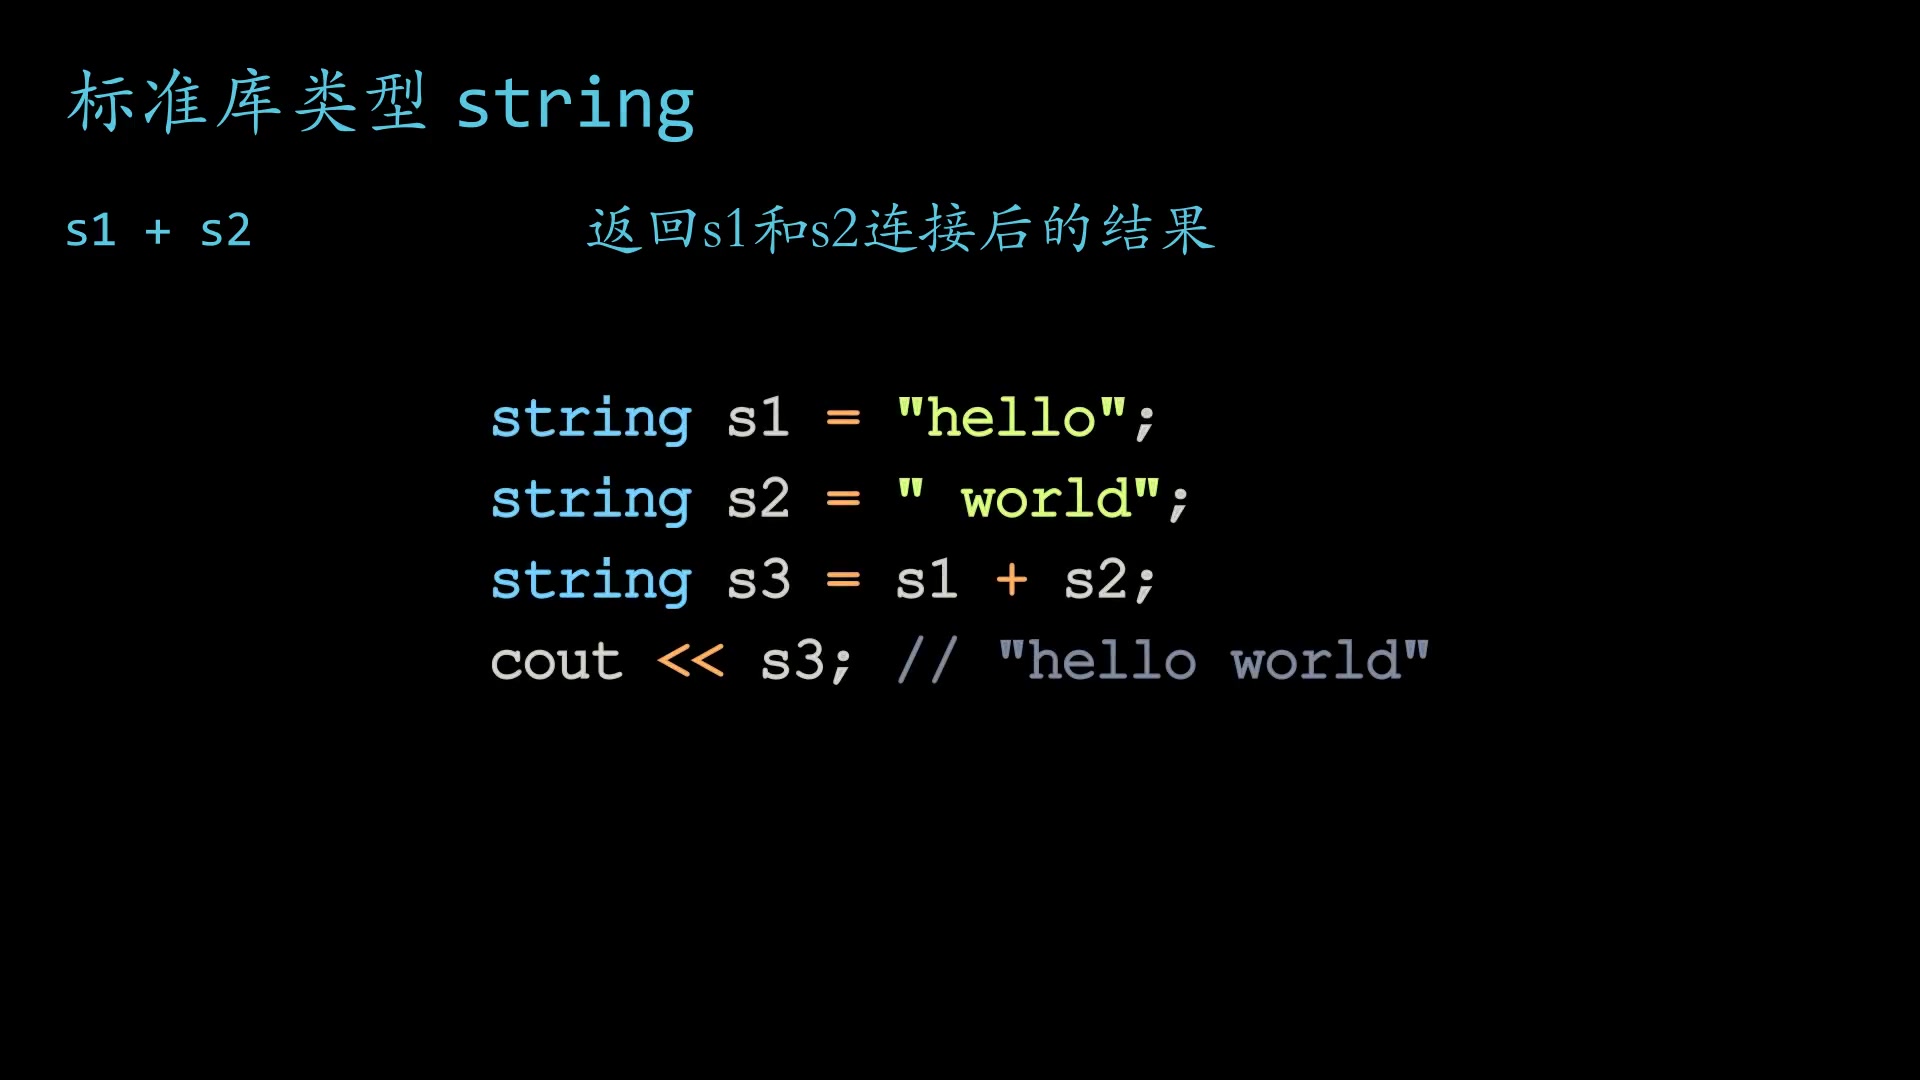 标准库类型 string
s1 + s2 返回s1和s2连接后的结果
string s1 = "hello";
string s2 = " world";
string s3 = s1 + s2;
cout << s3; // "hello world"